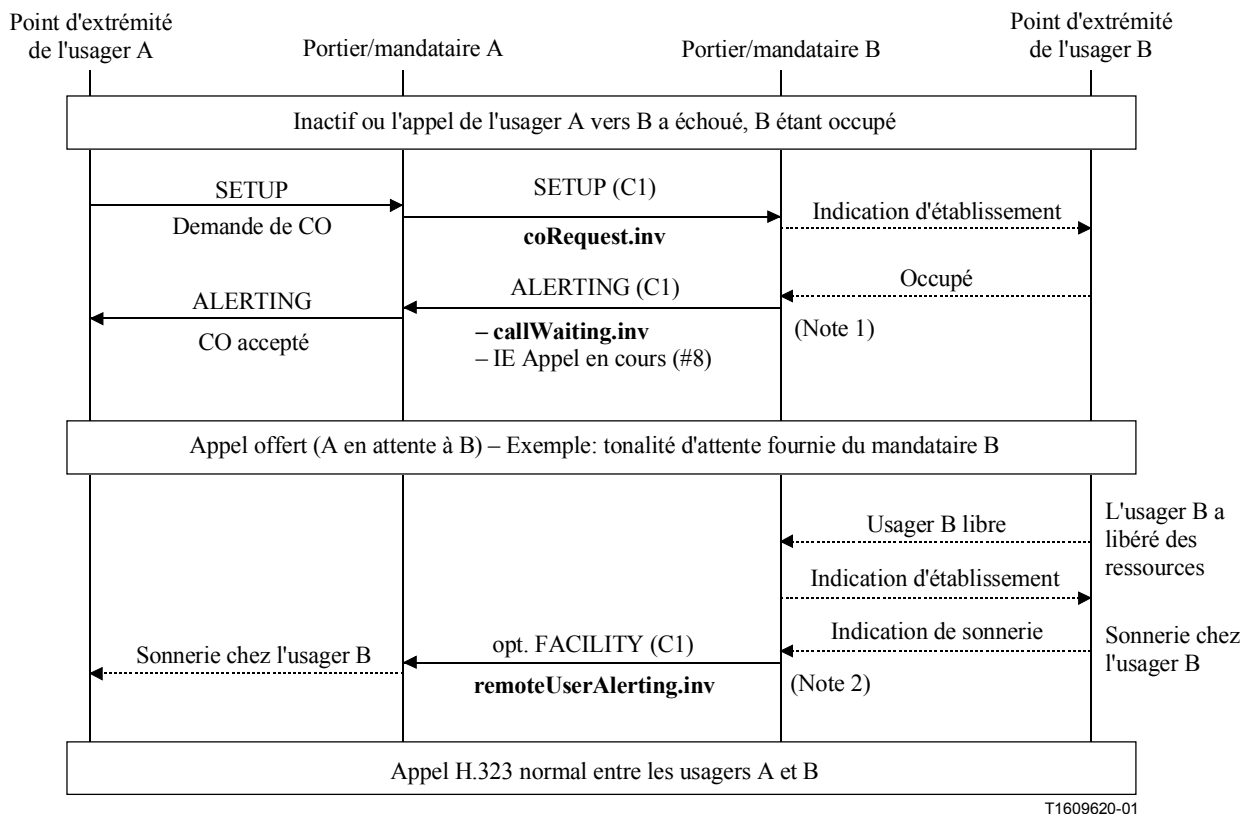 Point d'extrémité
de l'usager A
Portier/mandataire A
Portier/mandataire B
Point d'extrémité
de l'usager B
Inactif ou l'appel de l'usager A vers B a échoué, B étant occupé
SETUP
Demande de CO
SETUP (C1)
coRequest.inv
Indication d'établissement
Occupé
ALERTING (C1)
ALERTING
CO accepté
– callWaiting.inv
– IE Appel en cours (#8)
(Note 1)
Appel offert (A en attente à B) – Exemple: tonalité d'attente fournie du mandataire B
Usager B libre
L'usager B a
libéré des
ressources
Indication d'établissement
Indication de sonnerie
Sonnerie chez
l'usager B
opt. FACILITY (C1)
Sonnerie chez l'usager B
remoteUserAlerting.inv
(Note 2)
Appel H.323 normal entre les usagers A et B
T1609620-01